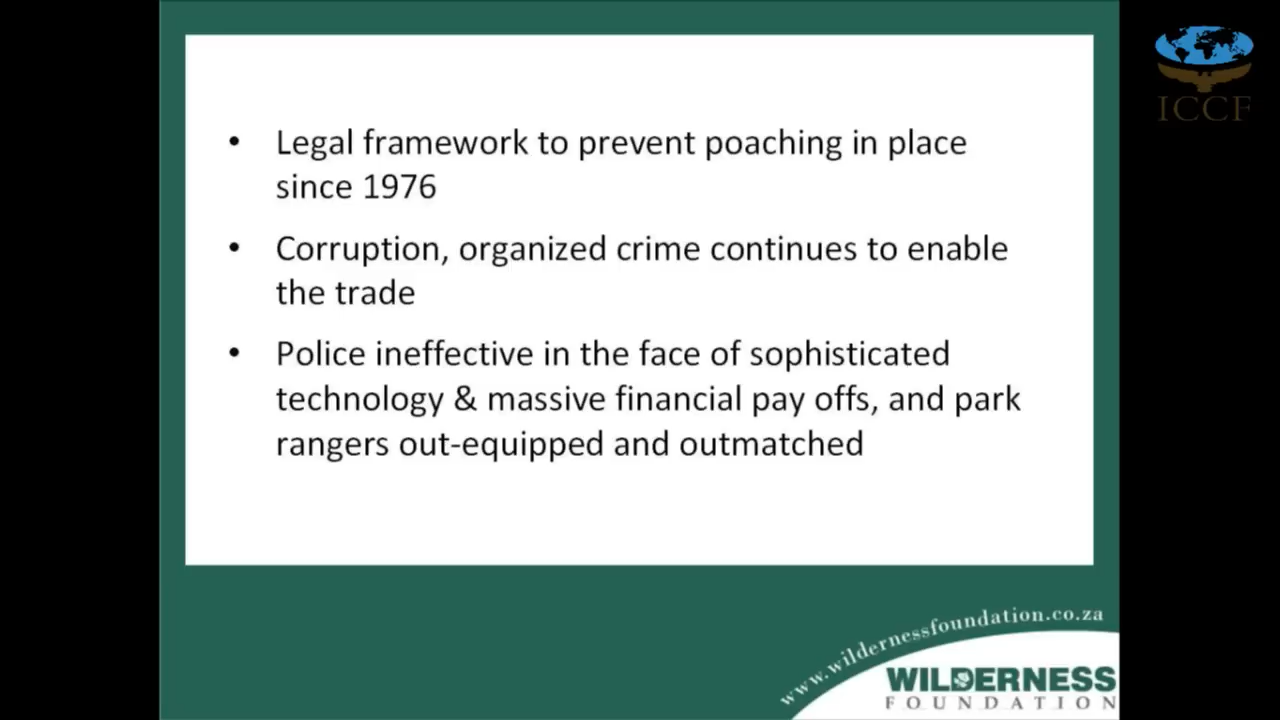 ICCF
• Legal framework to prevent poaching in place
since 1976
• Corruption, organized crime continues to enable
the trade
• Police ineffective in the face of sophisticated
technology & massive financial pay offs, and park
rangers out-equipped and outmatched
www.wildernessfoundation.co.za
WILDERNESS
FOUNDATION